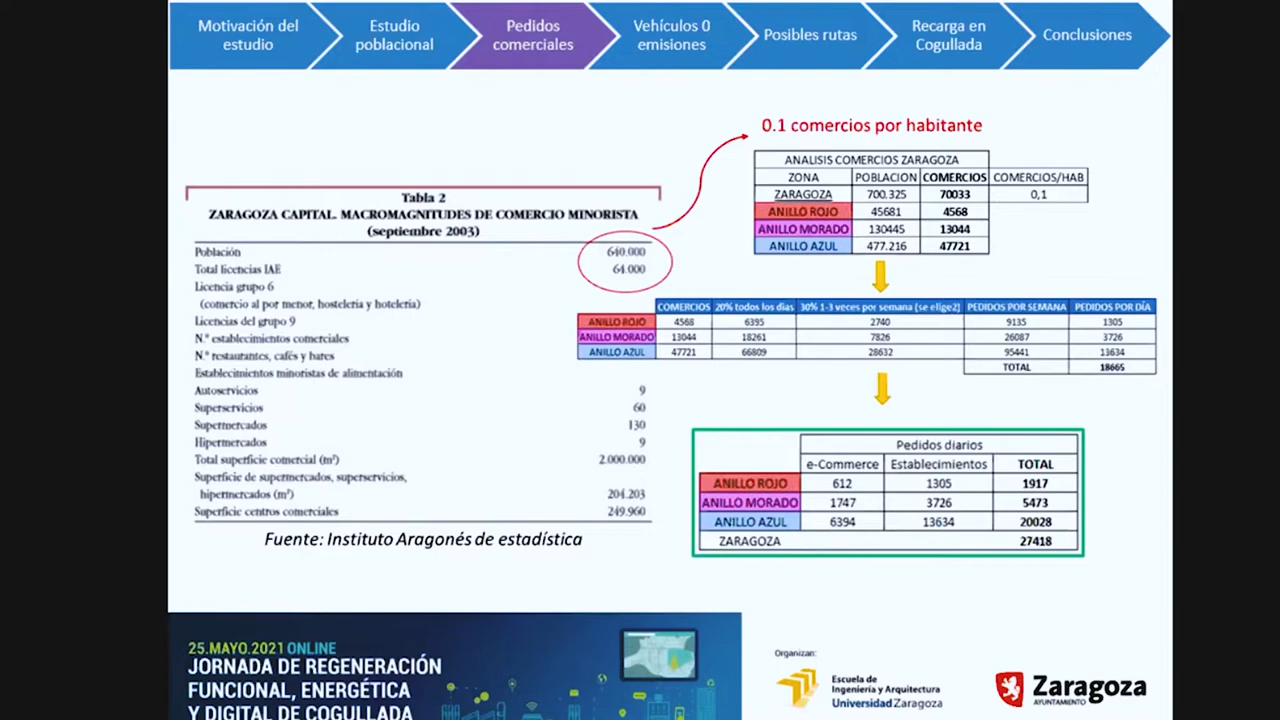 Motivación del
estudio
Estudio
poblacional
Pedidos
comerciales
Vehículos 0
emisiones
Posibles rutas
Recarga en
Cogullada
Conclusiones
0.1 comercios por habitante
Tabla 2
ZARAGOZA CAPITAL. MACROMAGNITUDES DE COMERCIO MINORISTA
(septiembre 2003)
Población 640.000
Total licencias IAE 64.000
Licencia grupo 6
(comercio al por menor, hostelería y hotelería)
Licencias del grupo 9
N.º establecimientos comerciales
N.º restaurantes, cafés y bares
Establecimientos minoristas de alimentación
Autoservicios 9
Superservicios 60
Supermercados 130
Hipermercados 9
Total superficie comercial (m²) 2.000.000
Superficie de supermercados, superservicios,
hipermercados (m²) 204.203
Superficie centros comerciales 249.960
Fuente: Instituto Aragonés de estadística
ANALISIS COMERCIOS ZARAGOZA
ZONA POBLACION COMERCIOS COMERCIOS/HAB
ZARAGOZA 700.325 70033 0,1
ANILLO ROJO 45681 4568
ANILLO MORADO 130445 13044
ANILLO AZUL 477.216 47721
COMERCIOS 20% todos los dias 30% 1-3 veces por semana (se elige2) PEDIDOS POR SEMANA PEDIDOS POR DÍA
ANILLO ROJO 4568 6395 2740 9135 1305
ANILLO MORADO 13044 18261 7826 26087 3726
ANILLO AZUL 47721 66809 28632 95441 13634
TOTAL 18665
Pedidos diarios
e-Commerce Establecimientos TOTAL
ANILLO ROJO 612 1305 1917
ANILLO MORADO 1747 3726 5473
ANILLO AZUL 6394 13634 20028
ZARAGOZA 27418
25.MAYO.2021 ONLINE
JORNADA DE REGENERACIÓN
FUNCIONAL, ENERGÉTICA
Y DIGITAL DE COGULLADA
Organizan:
Escuela de
Ingeniería y Arquitectura
Universidad Zaragoza
Zaragoza
AYUNTAMIENTO